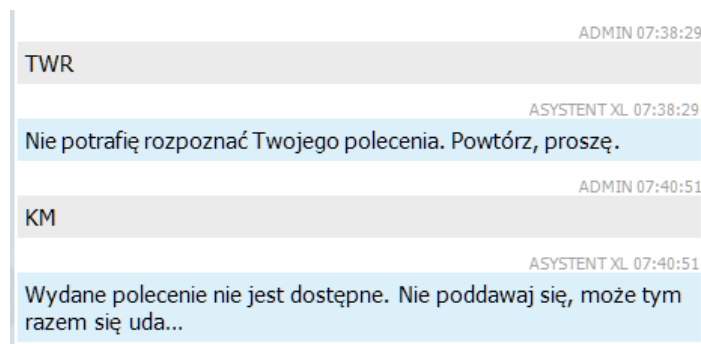 ADMIN 07:38:29
TWR
ASYSTENT XL 07:38:29
Nie potrafię rozpoznać Twojego polecenia. Powtórz, proszę.
ADMIN 07:40:51
KM
ASYSTENT XL 07:40:51
Wydane polecenie nie jest dostępne. Nie poddawaj się, może tym
razem się uda...